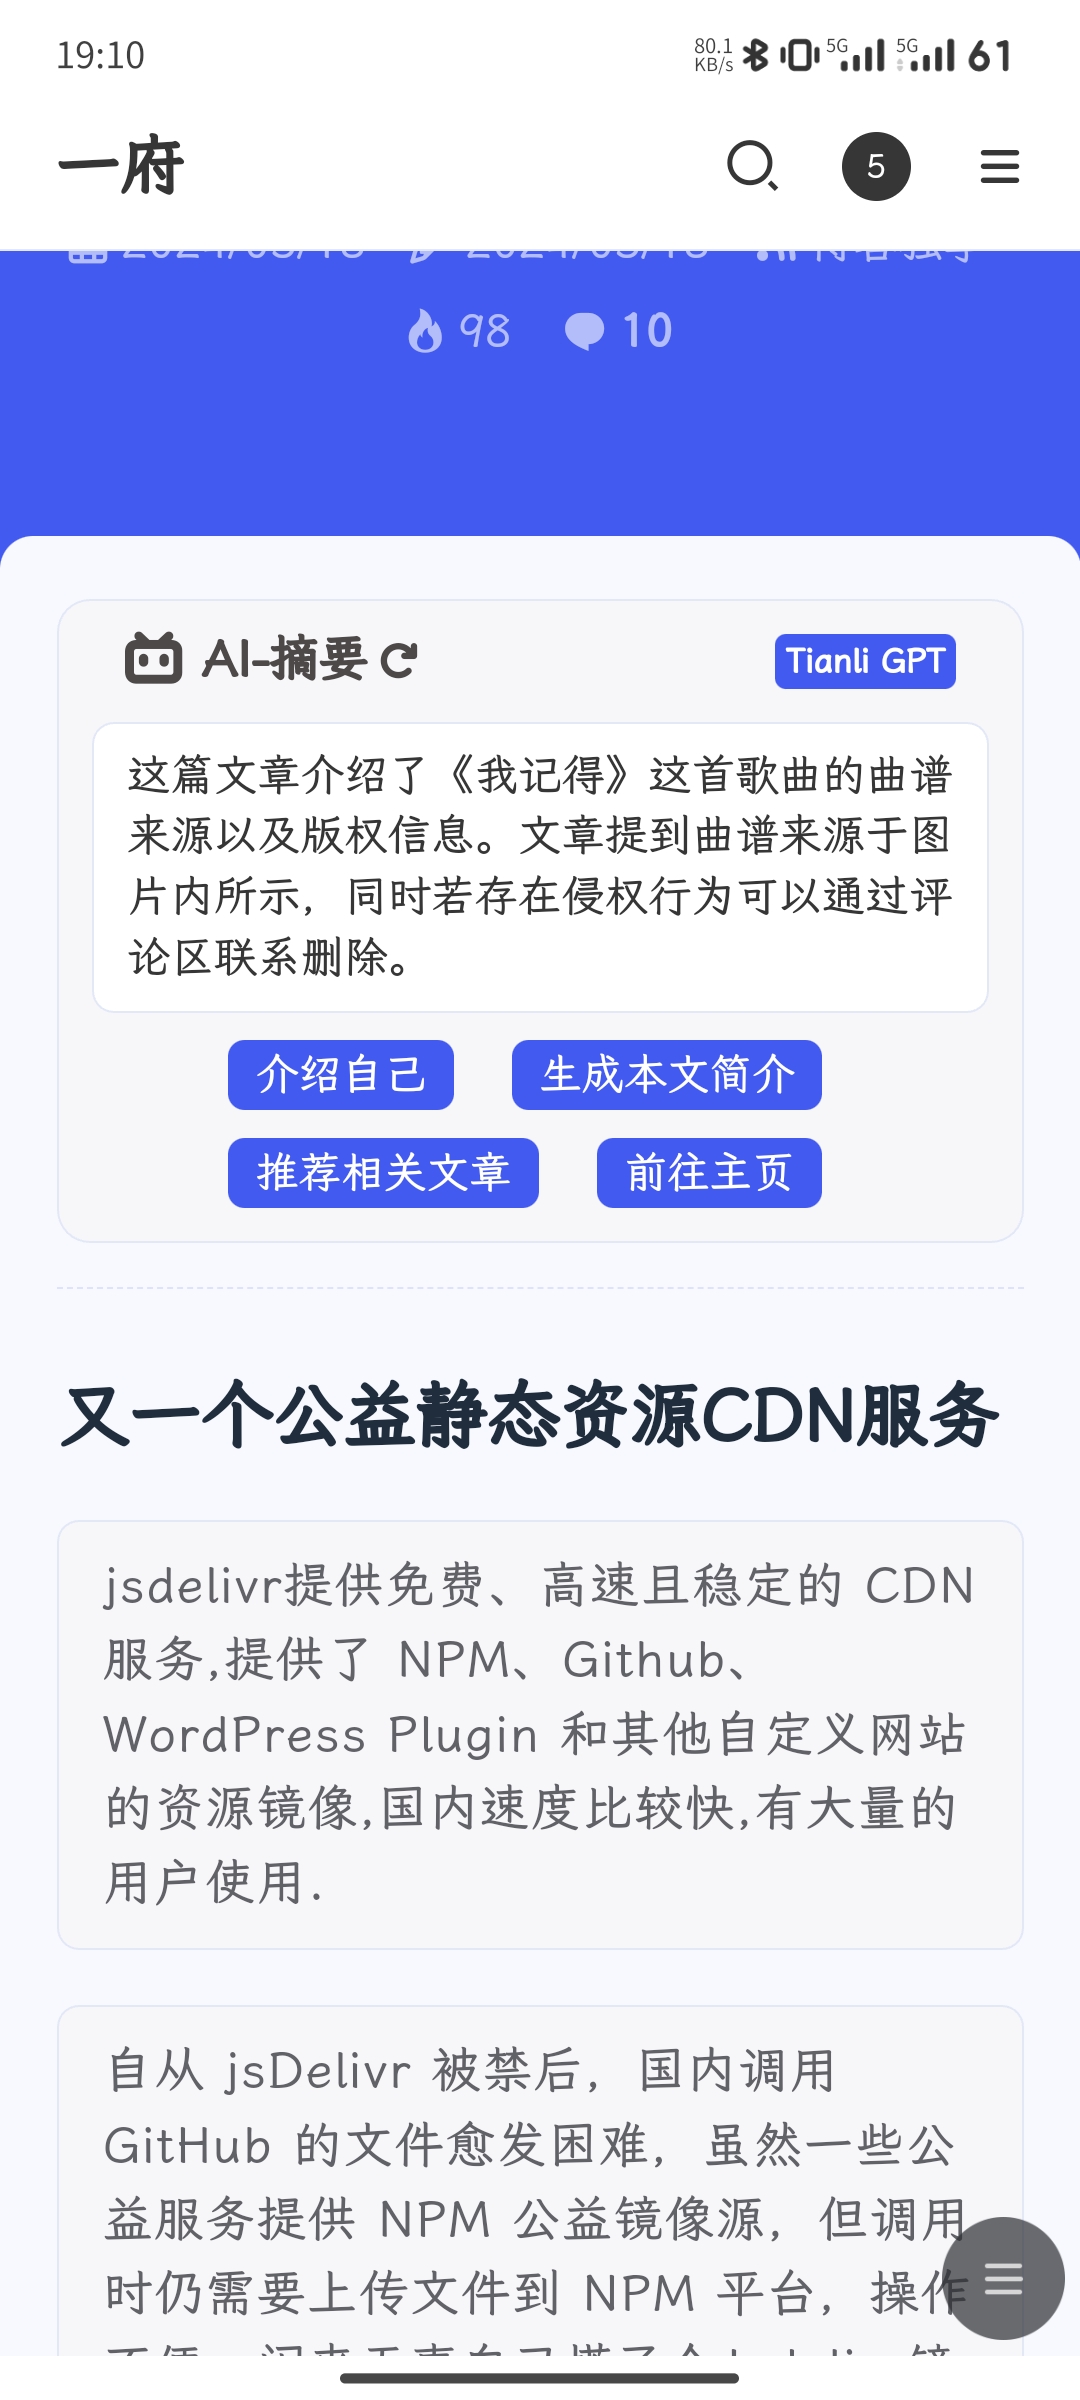 19:10
80.1
KB/s
5G
5G
61
一府
5
98
10
AI-摘要
Tianli GPT
这篇文章介绍了《我记得》这首歌曲的曲谱
来源以及版权信息。文章提到曲谱来源于图
片内所示，同时若存在侵权行为可以通过评
论区联系删除。
介绍自己
生成本文简介
推荐相关文章
前往主页
又一个公益静态资源CDN服务
jsdelivr提供免费、高速且稳定的 CDN
服务,提供了 NPM、Github、
WordPress Plugin 和其他自定义网站
的资源镜像,国内速度比较快,有大量的
用户使用.
自从 jsDelivr 被禁后，国内调用
GitHub 的文件愈发困难，虽然一些公
益服务提供 NPM 公益镜像源，但调用
时仍需要上传文件到 NPM 平台，操作